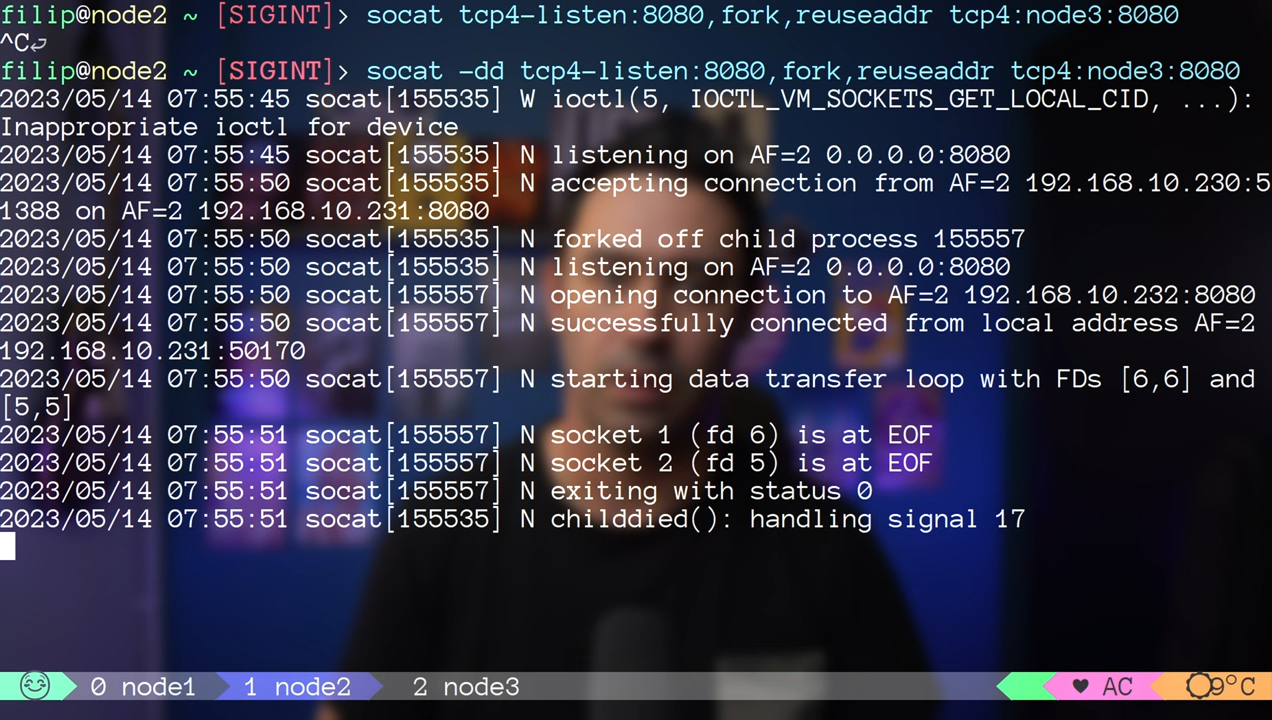 filip@node2 ~ [SIGINT]> socat tcp4-listen:8080,fork,reuseaddr tcp4:node3:8080
^C⏎
filip@node2 ~ [SIGINT]> socat -dd tcp4-listen:8080,fork,reuseaddr tcp4:node3:8080
2023/05/14 07:55:45 socat[155535] W ioctl(5, IOCTL_VM_SOCKETS_GET_LOCAL_CID, ...):
Inappropriate ioctl for device
2023/05/14 07:55:45 socat[155535] N listening on AF=2 0.0.0.0:8080
2023/05/14 07:55:50 socat[155535] N accepting connection from AF=2 192.168.10.230:5
1388 on AF=2 192.168.10.231:8080
2023/05/14 07:55:50 socat[155535] N forked off child process 155557
2023/05/14 07:55:50 socat[155535] N listening on AF=2 0.0.0.0:8080
2023/05/14 07:55:50 socat[155557] N opening connection to AF=2 192.168.10.232:8080
2023/05/14 07:55:50 socat[155557] N successfully connected from local address AF=2
192.168.10.231:50170
2023/05/14 07:55:50 socat[155557] N starting data transfer loop with FDs [6,6] and
[5,5]
2023/05/14 07:55:51 socat[155557] N socket 1 (fd 6) is at EOF
2023/05/14 07:55:51 socat[155557] N socket 2 (fd 5) is at EOF
2023/05/14 07:55:51 socat[155557] N exiting with status 0
2023/05/14 07:55:51 socat[155535] N childdied(): handling signal 17
0 node1 1 node2 2 node3 ♥ AC 9°C